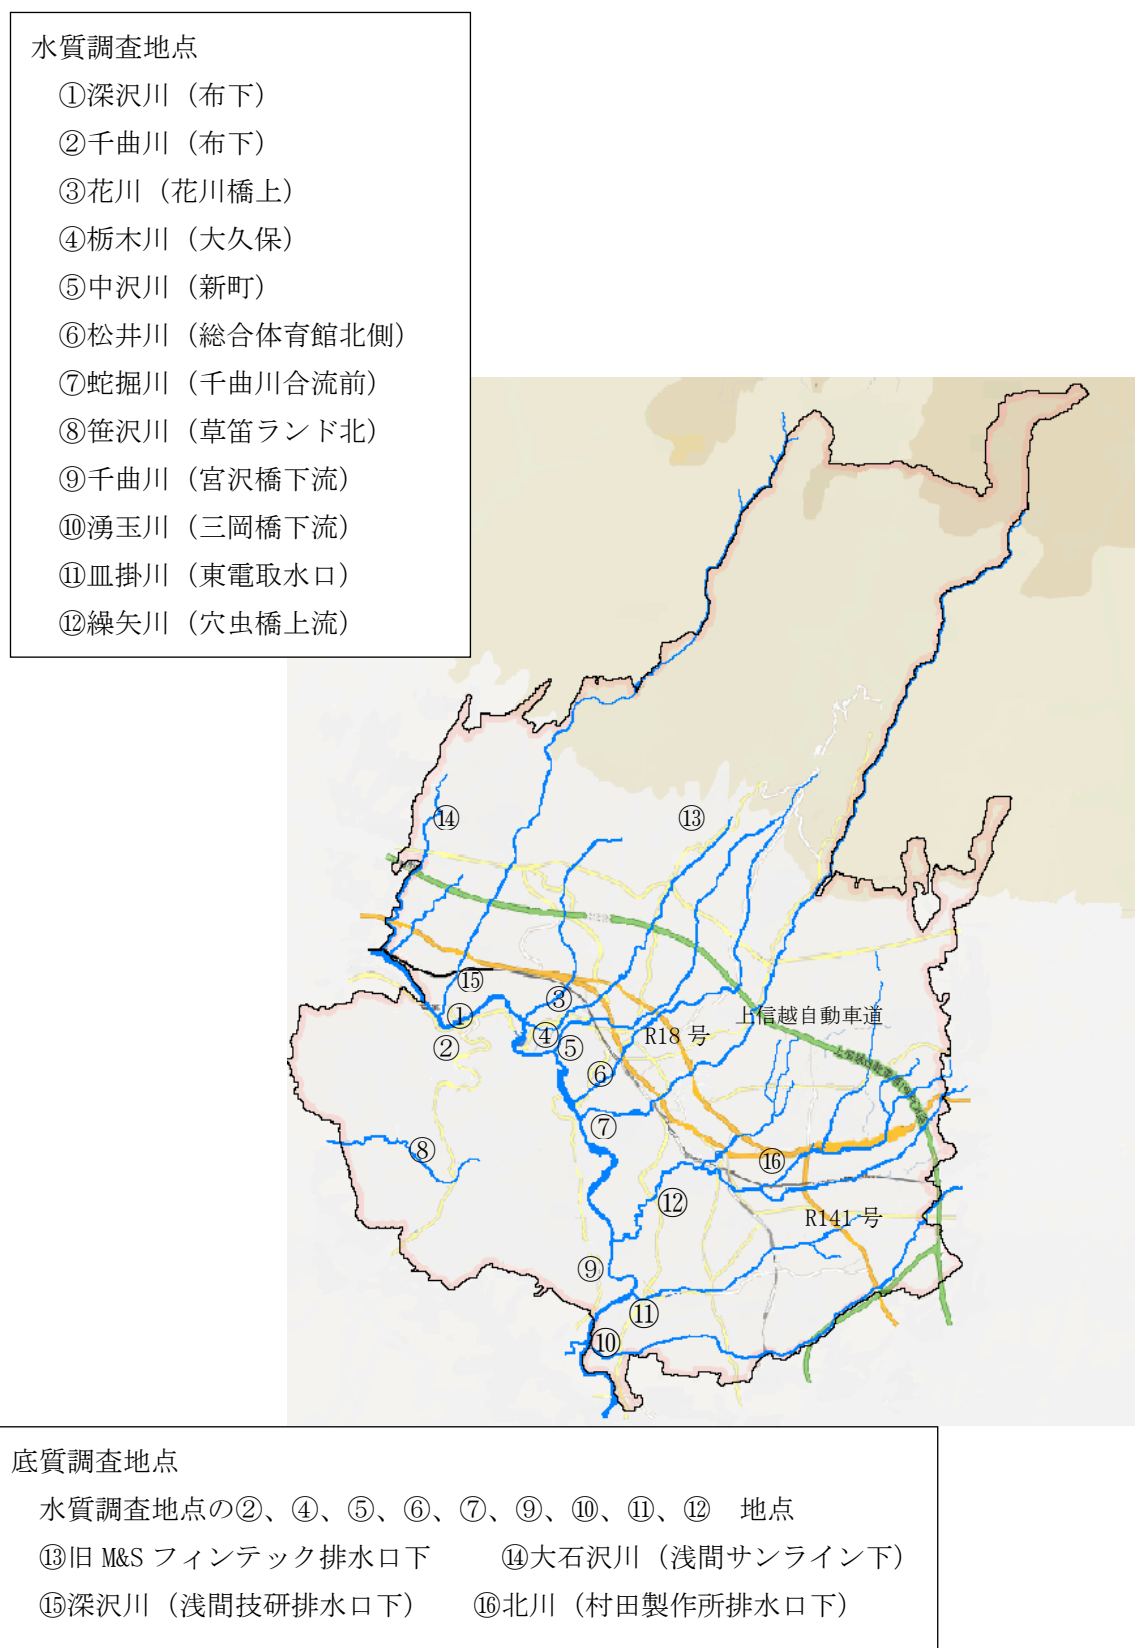 水質調査地点
①深沢川（布下）
②千曲川（布下）
③花川（花川橋上）
④栃木川（大久保）
⑤中沢川（新町）
⑥松井川（総合体育館北側）
⑦蛇掘川（千曲川合流前）
⑧笹沢川（草笛ランド北）
⑨千曲川（宮沢橋下流）
⑩湧玉川（三岡橋下流）
⑪皿掛川（東電取水口）
⑫繰矢川（穴虫橋上流）
⑭
⑬
⑮
③
①
上信越自動車道
④
R18 号
②
⑤
⑥
⑦
⑧
⑯
⑫
R141 号
⑨
⑪
⑩
底質調査地点
水質調査地点の②、④、⑤、⑥、⑦、⑨、⑩、⑪、⑫　地点
⑬旧 M&S フィンテック排水口下　　⑭大石沢川（浅間サンライン下）
⑮深沢川（浅間技研排水口下）　　⑯北川（村田製作所排水口下）